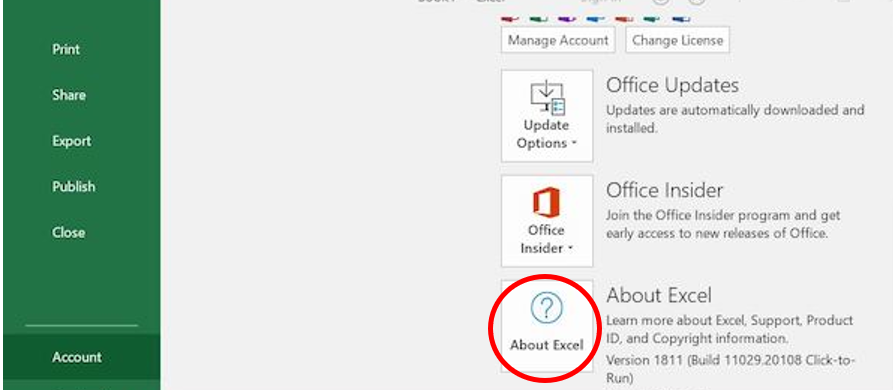 Print
Share
Export
Publish
Close
Account
Manage Account
Change License
Update
Options
Office Updates
Updates are automatically downloaded and
installed.
Office
Insider
Office Insider
Join the Office Insider program and get
early access to new releases of Office.
About Excel
About Excel
Learn more about Excel, Support, Product
ID, and Copyright information.
Version 1811 (Build 11029.20108 Click-to-
Run)